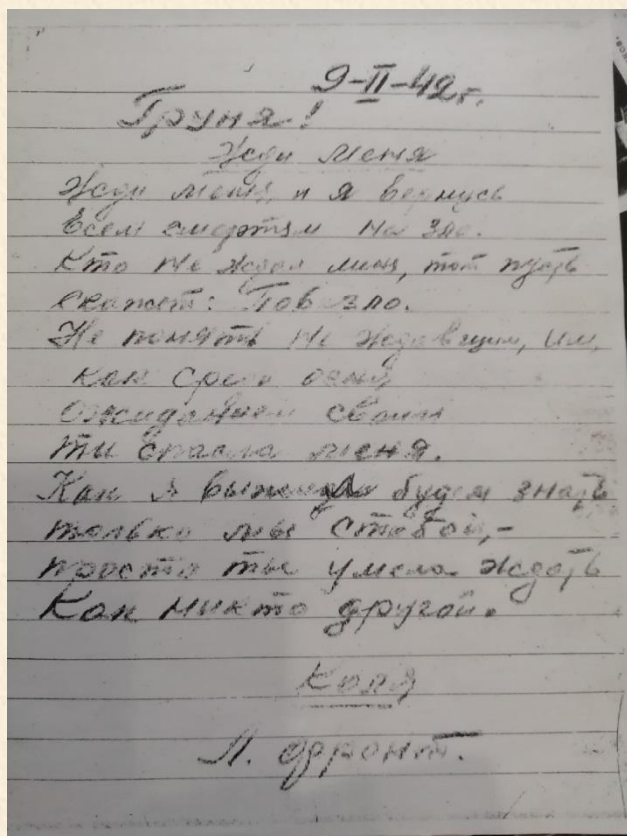 9-II-42г.
Груня!
Жди меня
Жди меня, и я вернусь
Всем смертям на зло.
Кто не ждал меня, тот пусть
скажет: Повезло.
Не понять не ждавщим, им,
как среди огня
Ожиданием своим
ты спасла меня.
Как я выжил будем знать
только мы стобой,-
просто ты умела ждать
Как никто другой.
Коля
Л. фронт.